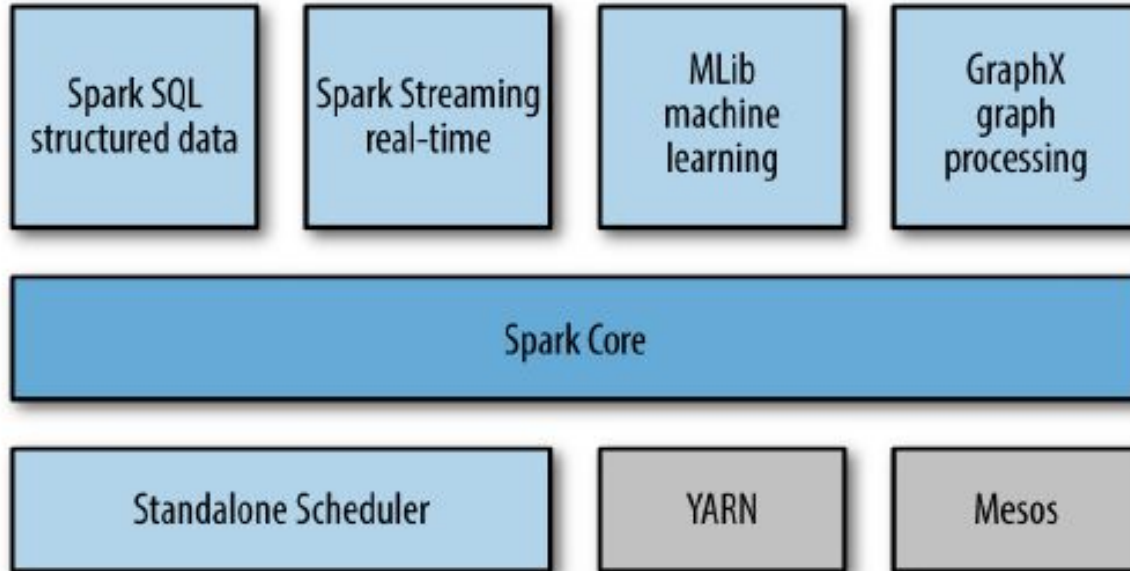 Spark SQL
structured data
Spark Streaming
real-time
MLib
machine
learning
GraphX
graph
processing
Spark Core
Standalone Scheduler
YARN
Mesos